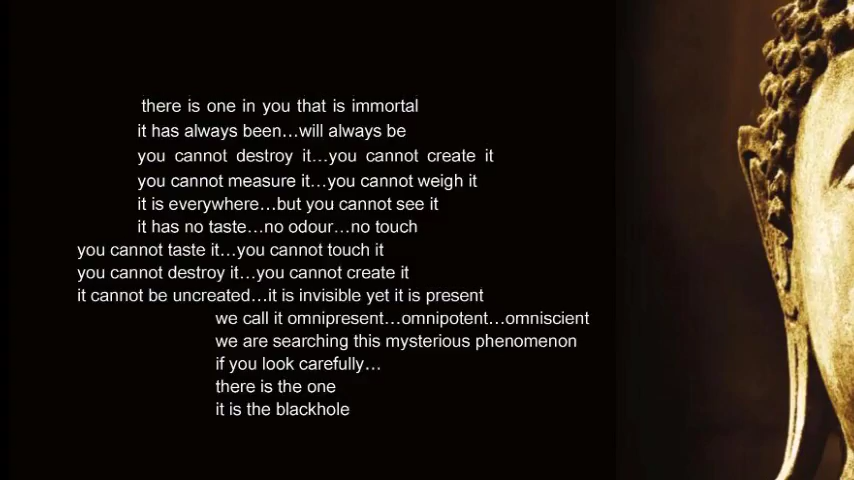 there is one in you that is immortal
it has always been...will always be
you cannot destroy it...you cannot create it
you cannot measure it...you cannot weigh it
it is everywhere...but you cannot see it
it has no taste...no odour...no touch
you cannot taste it...you cannot touch it
you cannot destroy it...you cannot create it
it cannot be uncreated...it is invisible yet it is present
we call it omnipresent...omnipotent...omniscient
we are searching this mysterious phenomenon
if you look carefully...
there is the one
it is the blackhole